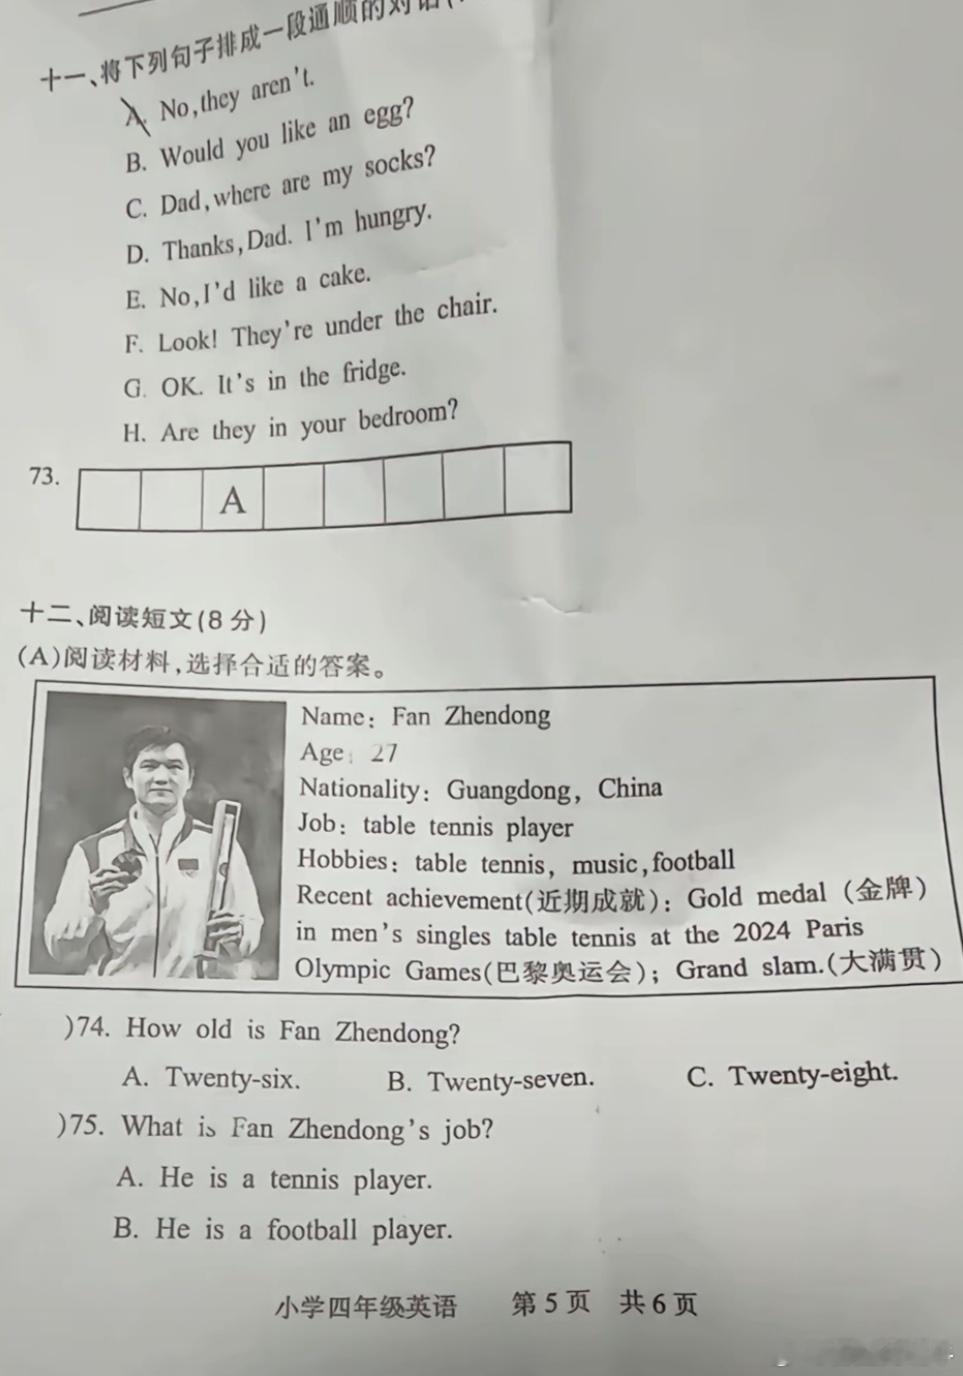 十一、将下列句子排成一段通顺的对话(
A. No,they aren't.
B. Would you like an egg?
C. Dad,where are my socks?
D. Thanks,Dad. I'm hungry.
E. No,I'd like a cake.
F. Look! They're under the chair.
G. OK. It's in the fridge.
H. Are they in your bedroom?
73.
A
十二、阅读短文(8分)
(A)阅读材料,选择合适的答案。
Name: Fan Zhendong
Age: 27
Nationality: Guangdong, China
Job: table tennis player
Hobbies: table tennis, music,football
Recent achievement(近期成就): Gold medal (金牌)
in men's singles table tennis at the 2024 Paris
Olympic Games(巴黎奥运会); Grand slam.(大满贯)
)74. How old is Fan Zhendong?
A. Twenty-six. B. Twenty-seven. C. Twenty-eight.
)75. What is Fan Zhendong's job?
A. He is a tennis player.
B. He is a football player.
小学四年级英语 第5页 共6页